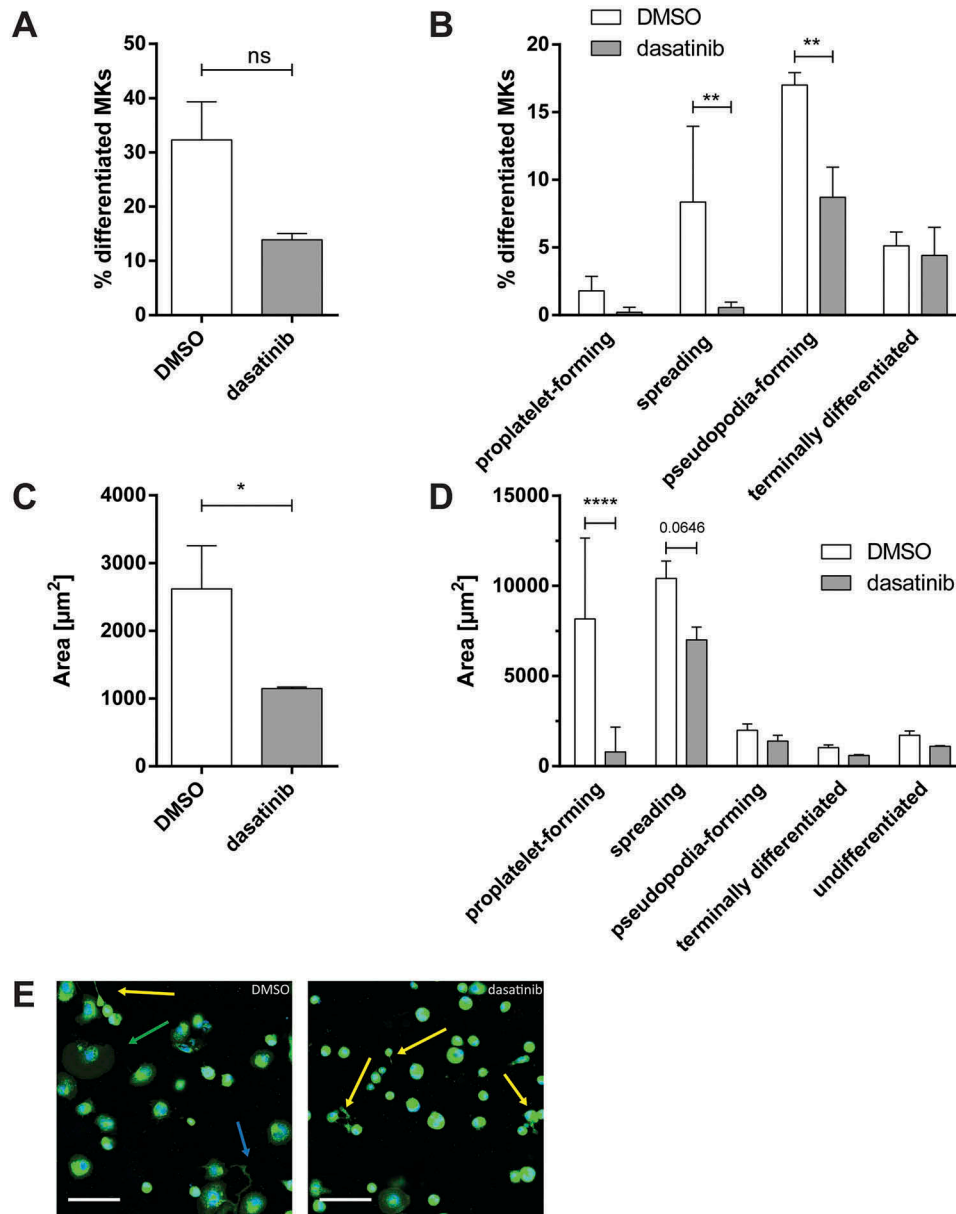 A
% differentiated MKs
50
40
30
20
10
0
ns
DMSO
dasatinib
B
DMSO
dasatinib
% differentiated MKs
20
15
10
5
0
**
**
proplatelet-forming
spreading
pseudopodia-forming
terminally differentiated
C
Area [µm²]
4000
3000
2000
1000
0
*
DMSO
dasatinib
D
Area [µm²]
15000
10000
5000
0
****
0.0646
DMSO
dasatinib
proplatelet-forming
spreading
pseudopodia-forming
terminally differentiated
undifferentiated
E
DMSO
dasatinib